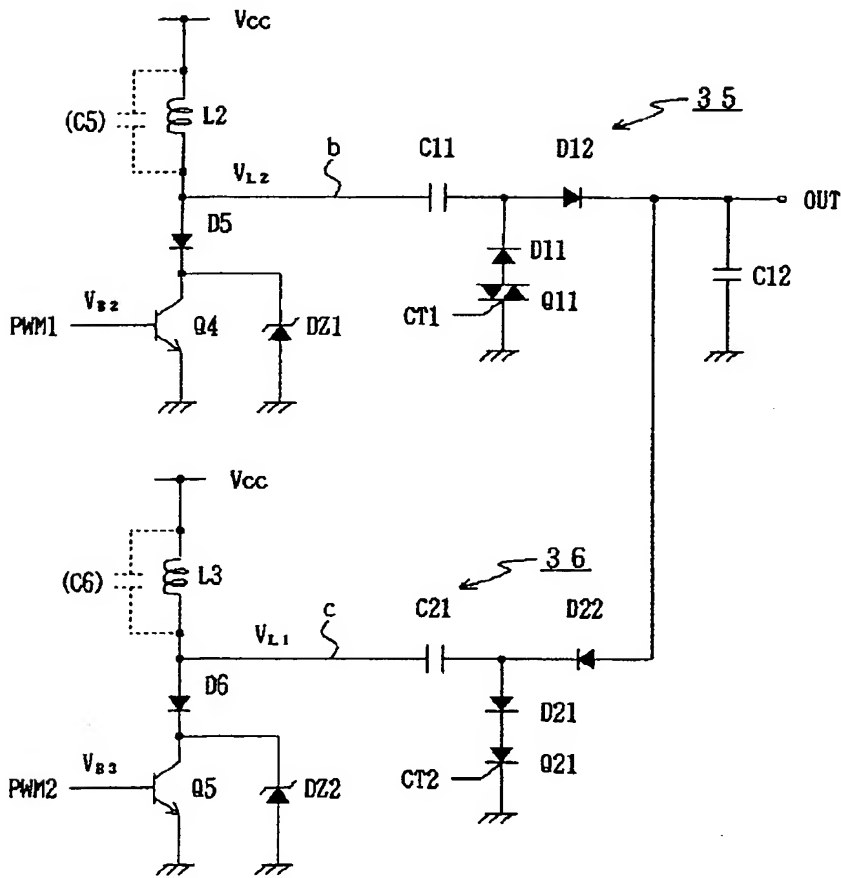 Vcc
(C5)
L2
35
b
C11
D12
VL2
OUT
D5
D11
C12
VB2
Q4
DZ1
CT1
Q11
PWM1
Vcc
(C6)
L3
36
c
C21
D22
VL1
D6
D21
VB3
Q5
DZ2
CT2
Q21
PWM2